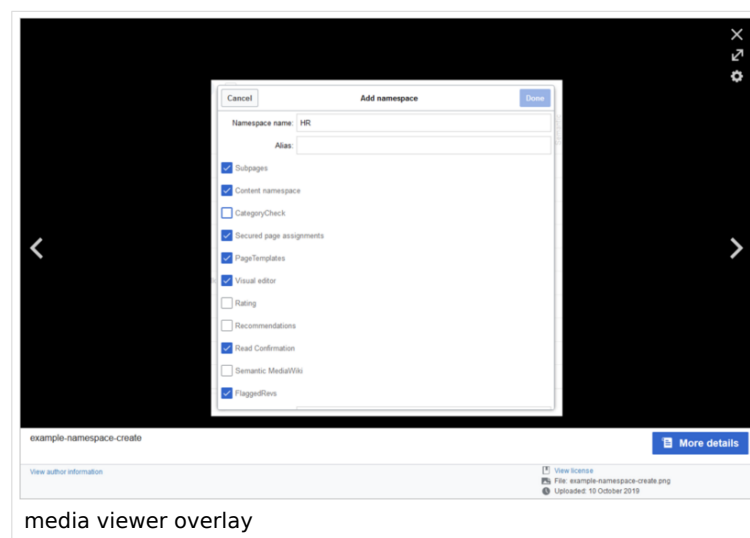 Cancel Add namespace Done
Namespace name: HR
Alias:
Subpages
Content namespace
CategoryCheck
Secured page assignments
PageTemplates
Visual editor
Rating
Recommendations
Read Confirmation
Semantic MediaWiki
FlaggedRevs
example-namespace-create
More details
View author information
View license
File: example-namespace-create.png
Uploaded: 10 October 2019
media viewer overlay